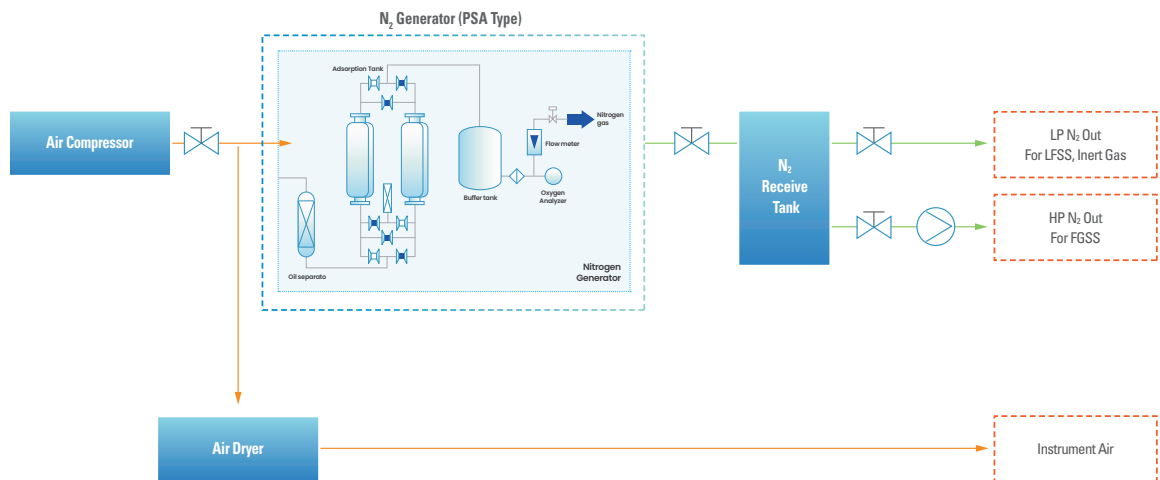 N₂ Generator (PSA Type)
Adsorption Tank
Nitrogen
gas
Flow meter
Buffer tank
Oxygen
Analyzer
Oil separato
Nitrogen
Generator
Air Compressor
N₂
Receive
Tank
LP N₂ Out
For LFSS, Inert Gas
HP N₂ Out
For FGSS
Air Dryer
Instrument Air